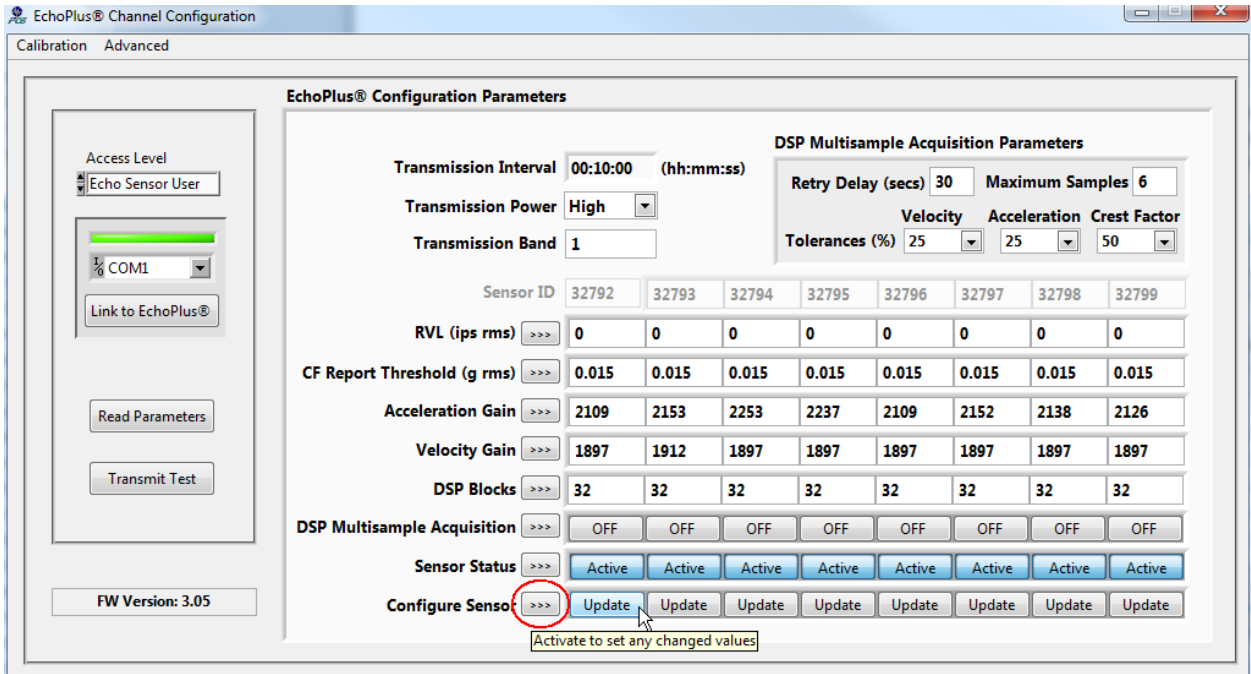 EchoPlus® Channel Configuration
Calibration Advanced
EchoPlus® Configuration Parameters
Access Level
Echo Sensor User
COM1
Link to EchoPlus®
Read Parameters
Transmit Test
FW Version: 3.05
Transmission Interval 00:10:00 (hh:mm:ss)
Transmission Power High
Transmission Band 1
DSP Multisample Acquisition Parameters
Retry Delay (secs) 30 Maximum Samples 6
Velocity Acceleration Crest Factor
Tolerances (%) 25 25 50
Sensor ID 32792 32793 32794 32795 32796 32797 32798 32799
RVL (ips rms) >>> 0 0 0 0 0 0 0 0
CF Report Threshold (g rms) >>> 0.015 0.015 0.015 0.015 0.015 0.015 0.015 0.015
Acceleration Gain >>> 2109 2153 2253 2237 2109 2152 2138 2126
Velocity Gain >>> 1897 1912 1897 1897 1897 1897 1897 1897
DSP Blocks >>> 32 32 32 32 32 32 32 32
DSP Multisample Acquisition >>> OFF OFF OFF OFF OFF OFF OFF OFF
Sensor Status >>> Active Active Active Active Active Active Active Active
Configure Sensor >>> Update Update Update Update Update Update Update Update
Activate to set any changed values